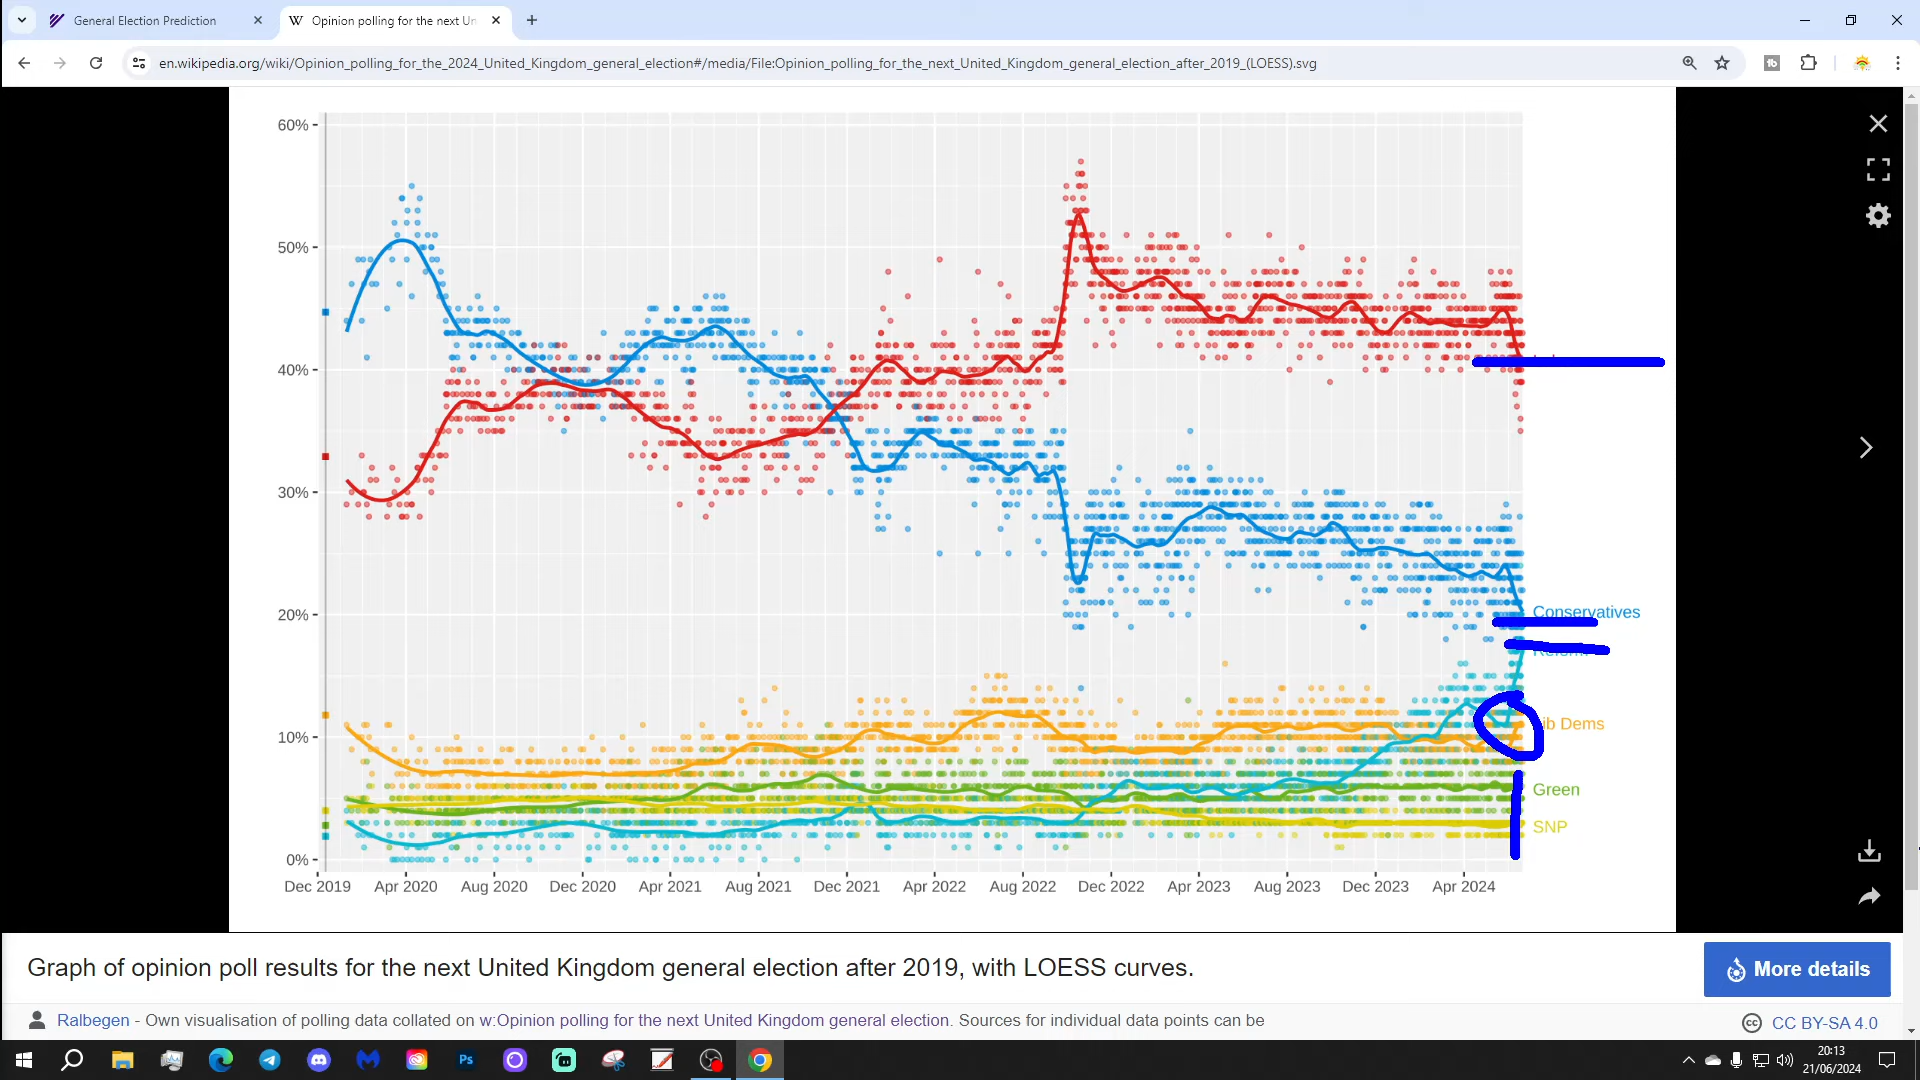 General Election Prediction
W Opinion polling for the next Un
en.wikipedia.org/wiki/Opinion_polling_for_the_2024_United_Kingdom_general_election#/media/File:Opinion_polling_for_the_next_United_Kingdom_general_election_after_2019_(LOESS).svg
60%
50%
40%
30%
20%
10%
0%
Conservatives
Lib Dems
Green
SNP
Dec 2019 Apr 2020 Aug 2020 Dec 2020 Apr 2021 Aug 2021 Dec 2021 Apr 2022 Aug 2022 Dec 2022 Apr 2023 Aug 2023 Dec 2023 Apr 2024
Graph of opinion poll results for the next United Kingdom general election after 2019, with LOESS curves.
More details
Ralbegen - Own visualisation of polling data collated on w:Opinion polling for the next United Kingdom general election. Sources for individual data points can be
CC BY-SA 4.0
Ps
20:13
21/06/2024